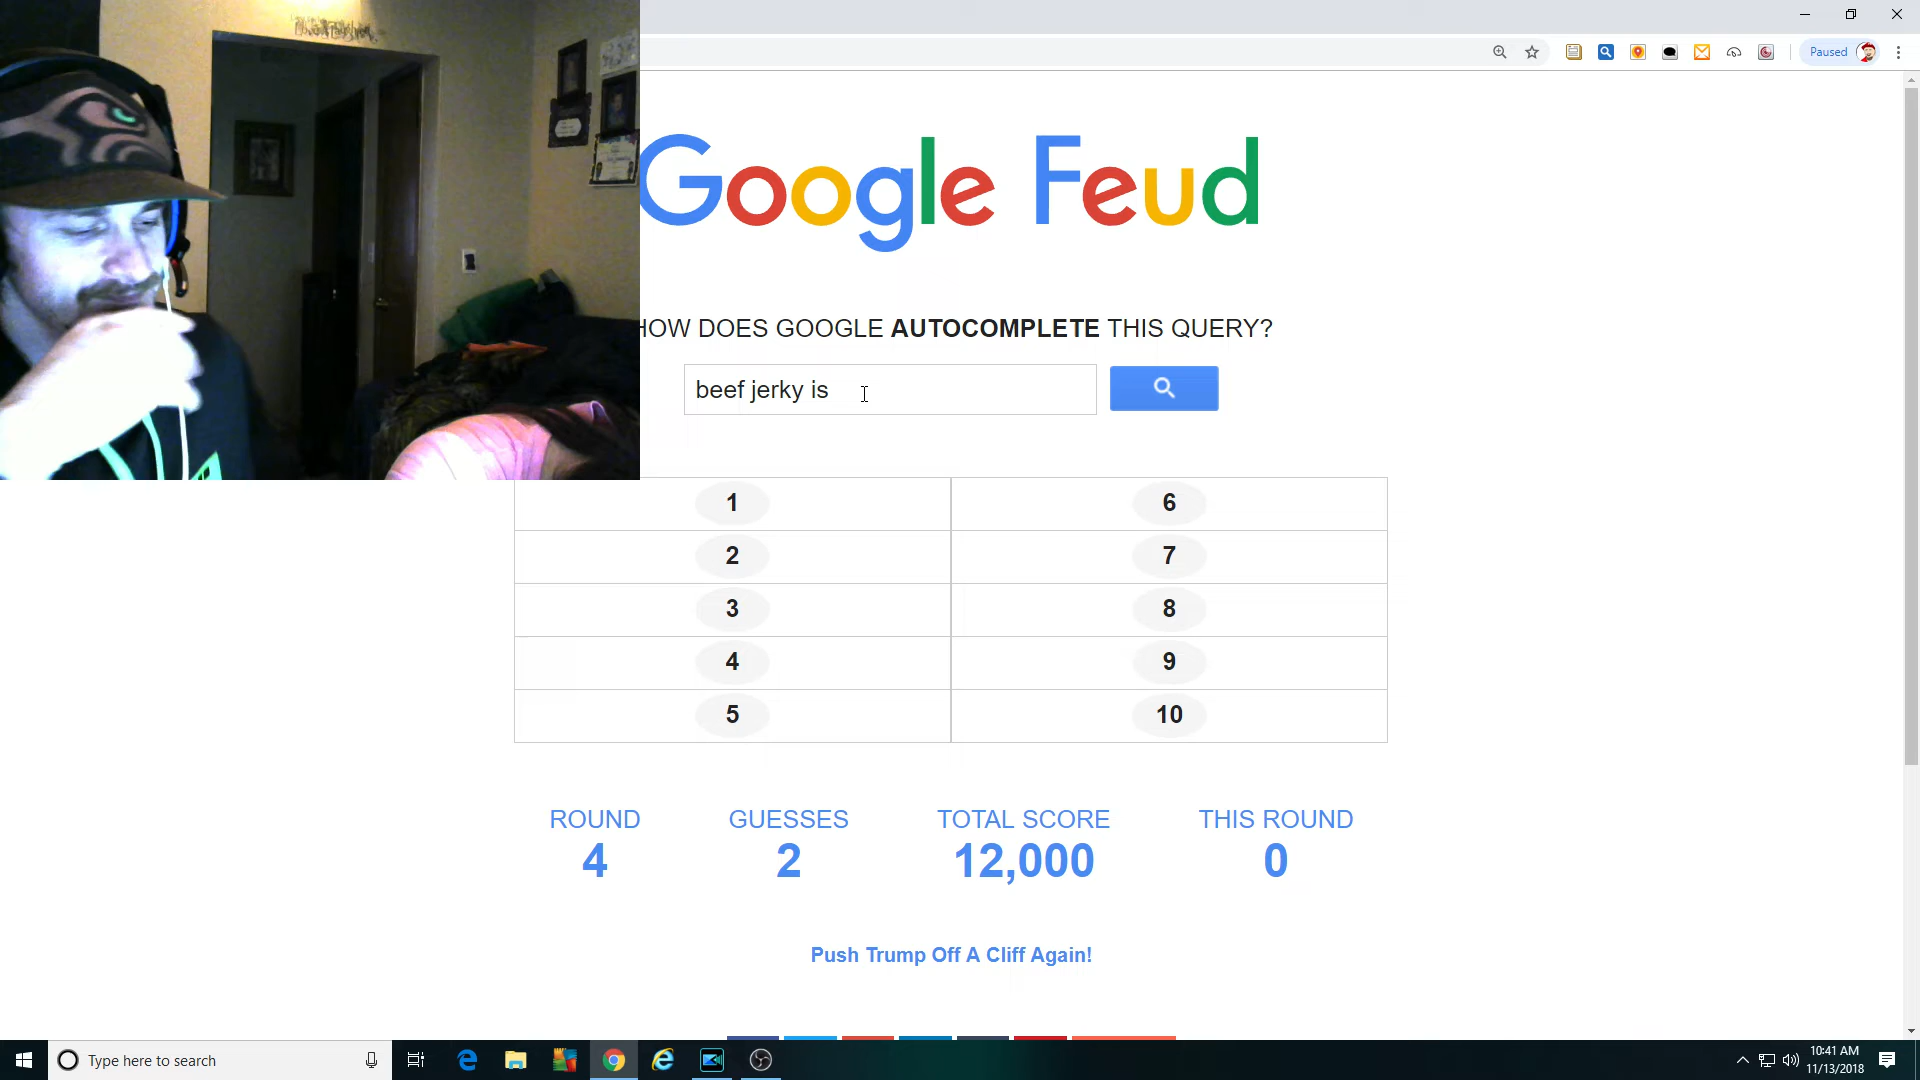 Paused
Google Feud
HOW DOES GOOGLE AUTOCOMPLETE THIS QUERY?
beef jerky is
1
6
2
7
3
8
4
9
5
10
ROUND
GUESSES
TOTAL SCORE
THIS ROUND
4
2
12,000
0
Push Trump Off A Cliff Again!
Type here to search
10:41 AM
11/13/2018